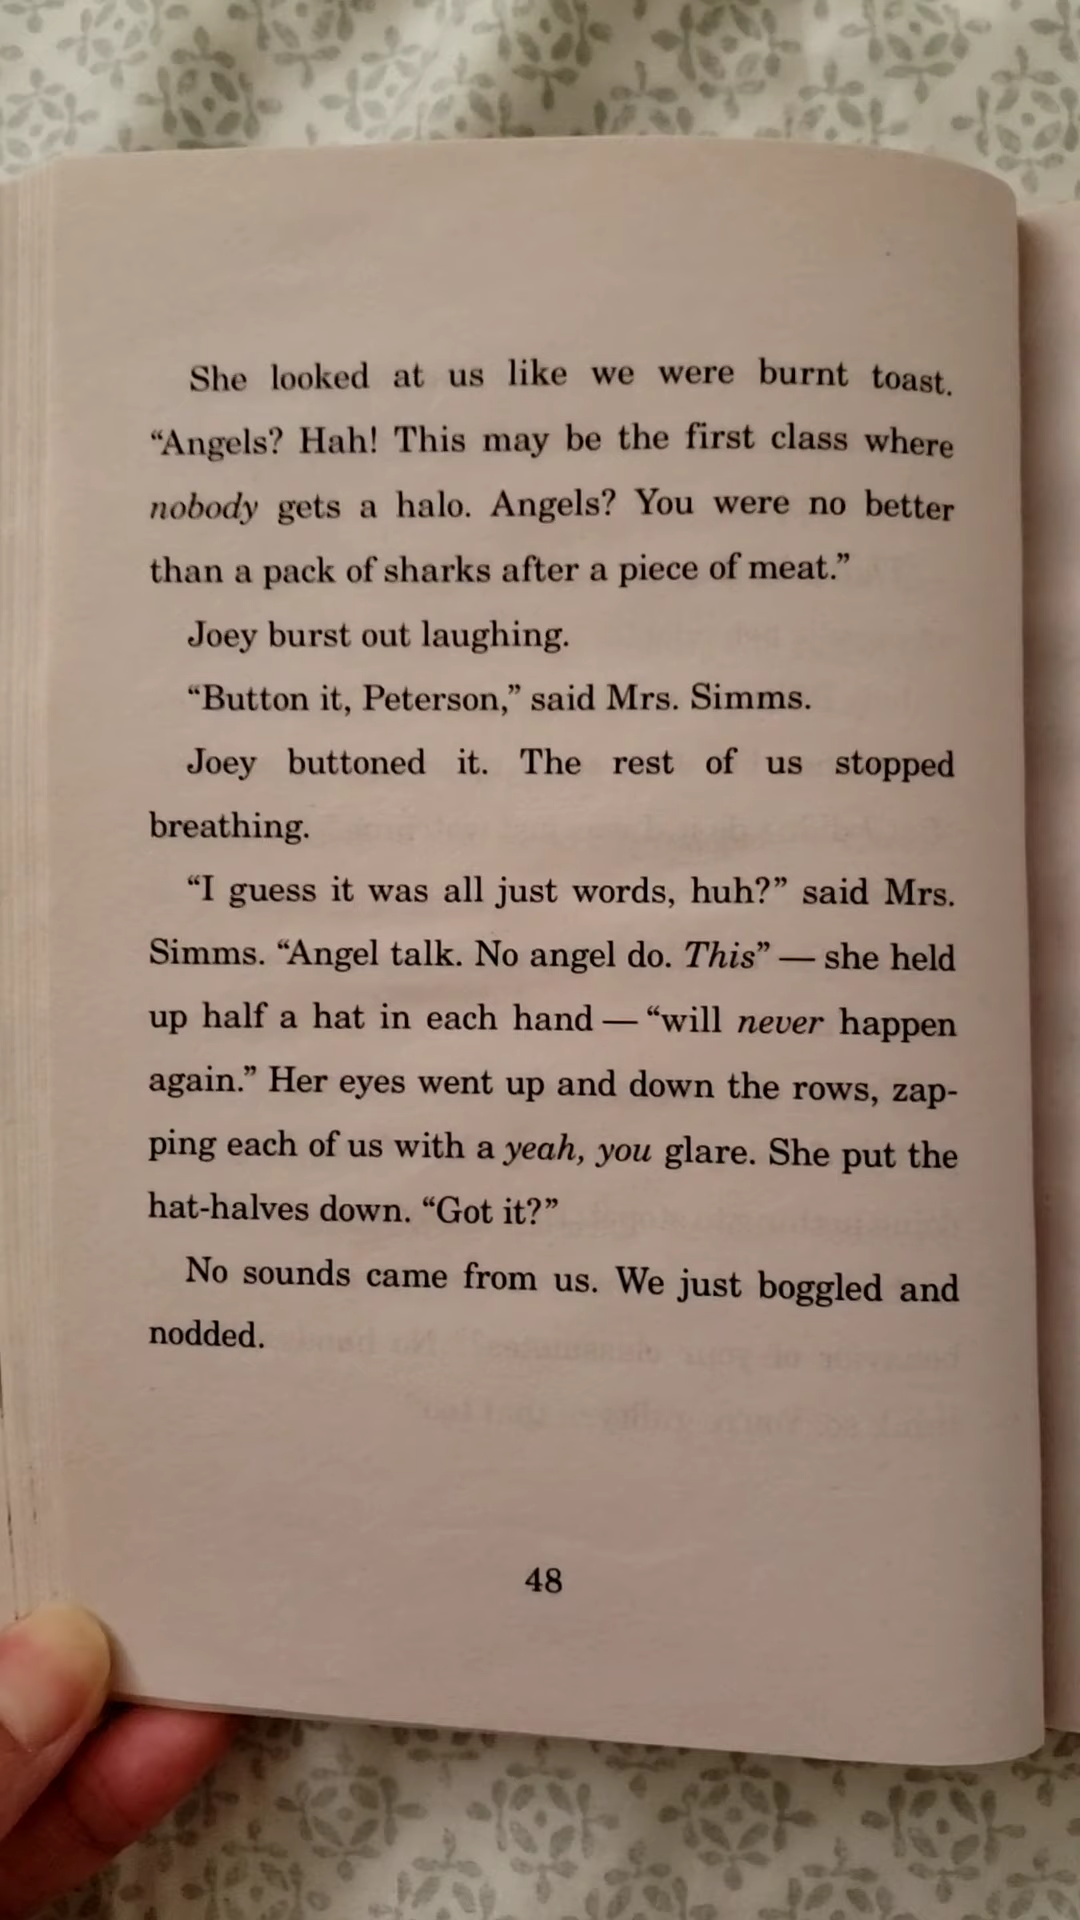 She looked at us like we were burnt toast.
“Angels? Hah! This may be the first class where
nobody gets a halo. Angels? You were no better
than a pack of sharks after a piece of meat.”
Joey burst out laughing.
“Button it, Peterson,” said Mrs. Simms.
Joey buttoned it. The rest of us stopped
breathing.
“I guess it was all just words, huh?” said Mrs.
Simms. “Angel talk. No angel do. This” — she held
up half a hat in each hand — “will never happen
again.” Her eyes went up and down the rows, zap-
ping each of us with a yeah, you glare. She put the
hat-halves down. “Got it?”
No sounds came from us. We just boggled and
nodded.
48